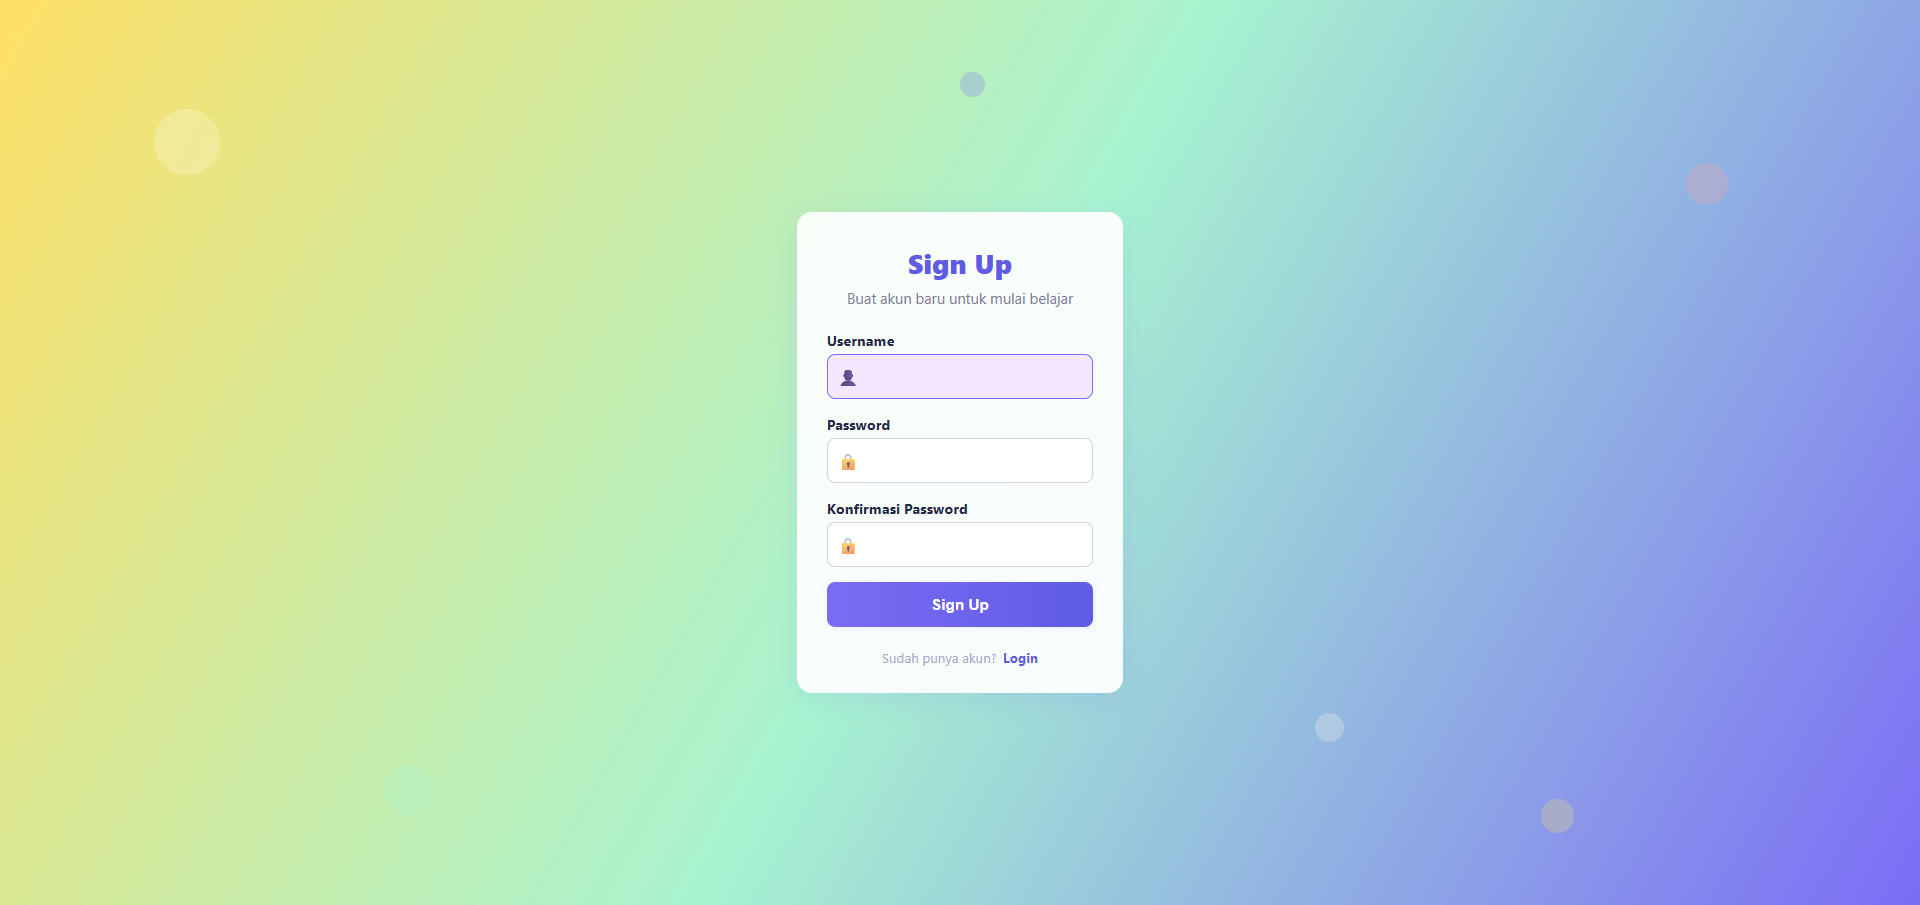 Sign Up
Buat akun baru untuk mulai belajar
Username
Password
Konfirmasi Password
Sign Up
Sudah punya akun? Login